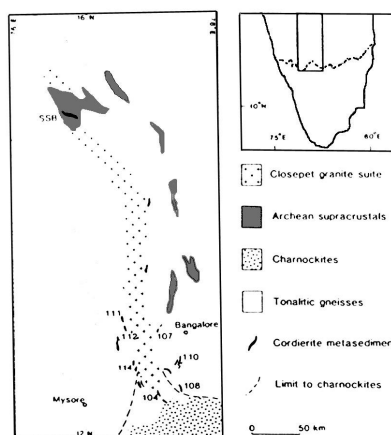 16°N
SSB
111
112
107
Bangalore
110
114
108
104
Mysore
12°N
10°N
75°E
80°E
Closepet granite suite
Archean supracrustals
Charnockites
Tonalitic gneisses
Cordierite metasediment
Limit to charnockites
0 50 km